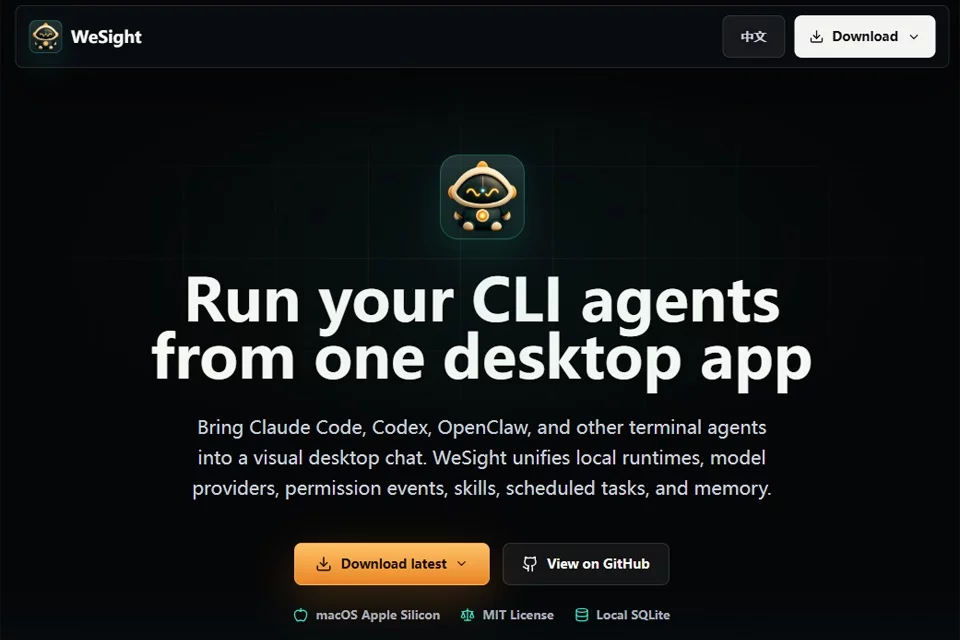 WeSight
中文
Download
Run your CLI agents
from one desktop app
Bring Claude Code, Codex, OpenClaw, and other terminal agents
into a visual desktop chat. WeSight unifies local runtimes, model
providers, permission events, skills, scheduled tasks, and memory.
Download latest
View on GitHub
macOS Apple Silicon
MIT License
Local SQLite